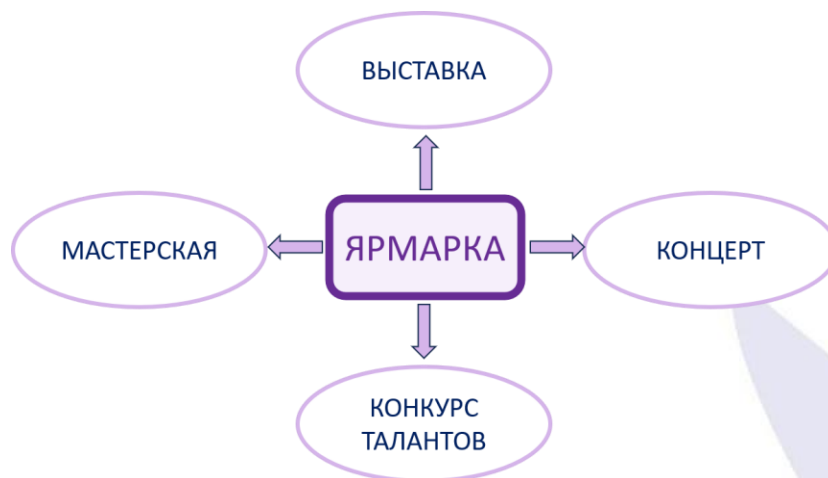 ВЫСТАВКА
МАСТЕРСКАЯ
ЯРМАРКА
КОНЦЕРТ
КОНКУРС
ТАЛАНТОВ